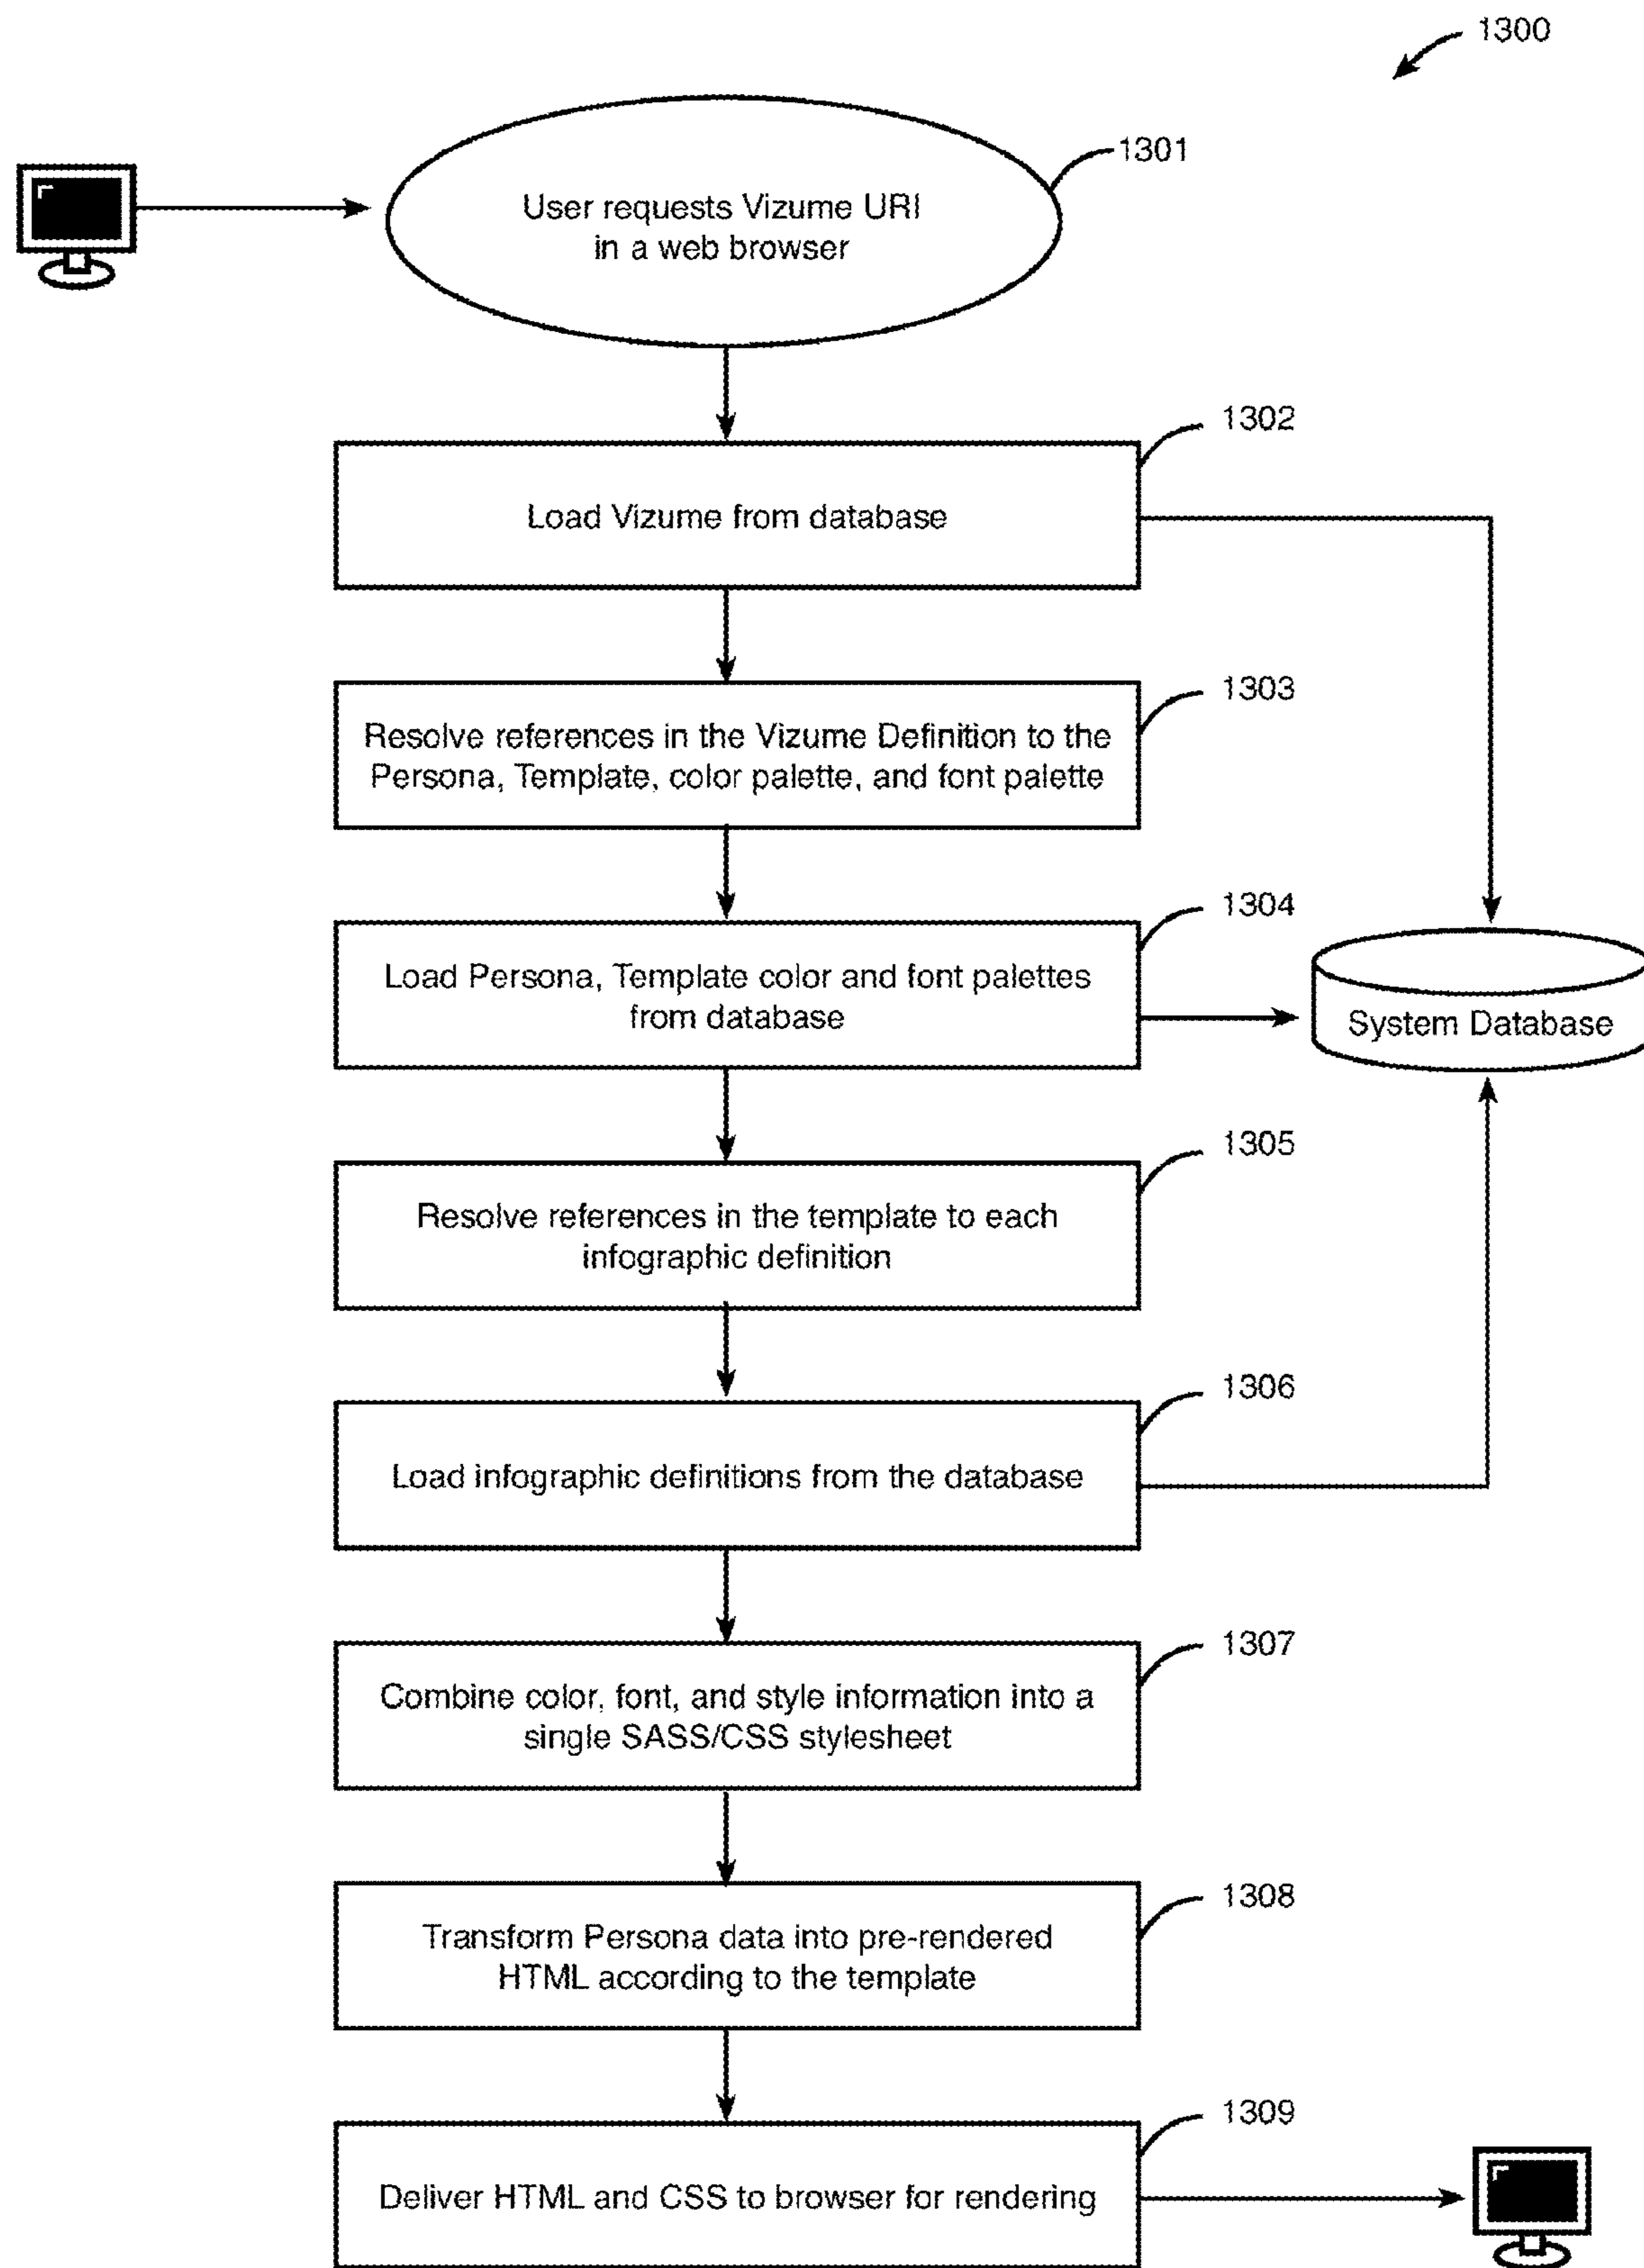 1300
1301
User requests Vizume URI
in a web browser
1302
Load Vizume from database
1303
Resolve references in the Vizume Definition to the
Persona, Template, color palette, and font palette
1304
Load Persona, Template color and font palettes
from database
System Database
1305
Resolve references in the template to each
infographic definition
1306
Load infographic definitions from the database
1307
Combine color, font, and style information into a
single SASS/CSS stylesheet
1308
Transform Persona data into pre-rendered
HTML according to the template
1309
Deliver HTML and CSS to browser for rendering